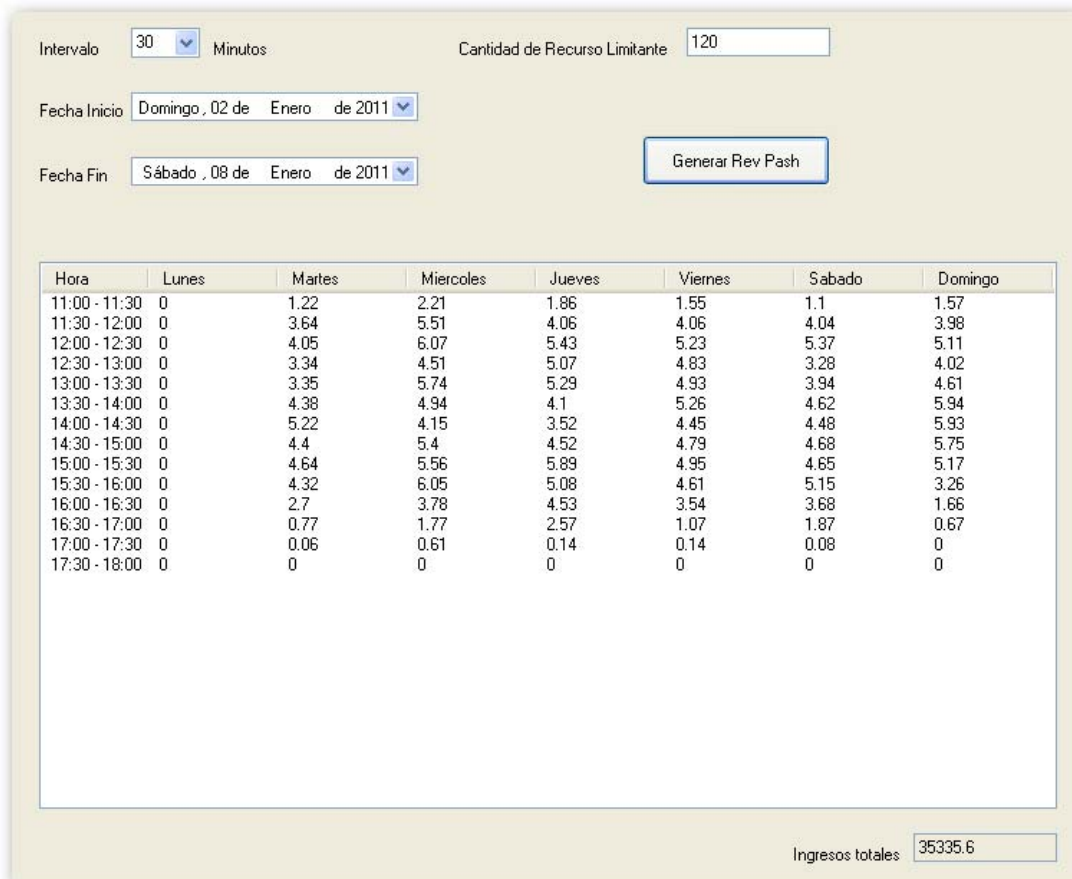 Intervalo 30 Minutos Cantidad de Recurso Limitante 120
Fecha Inicio Domingo , 02 de Enero de 2011
Generar Rev Pash
Fecha Fin Sábado , 08 de Enero de 2011
Hora Lunes Martes Miercoles Jueves Viernes Sabado Domingo
11:00 - 11:30 0 1.22 2.21 1.86 1.55 1.1 1.57
11:30 - 12:00 0 3.64 5.51 4.06 4.06 4.04 3.98
12:00 - 12:30 0 4.05 6.07 5.43 5.23 5.37 5.11
12:30 - 13:00 0 3.34 4.51 5.07 4.83 3.28 4.02
13:00 - 13:30 0 3.35 5.74 5.29 4.93 3.94 4.61
13:30 - 14:00 0 4.38 4.94 4.1 5.26 4.62 5.94
14:00 - 14:30 0 5.22 4.15 3.52 4.45 4.48 5.93
14:30 - 15:00 0 4.4 5.4 4.52 4.79 4.68 5.75
15:00 - 15:30 0 4.64 5.56 5.89 4.95 4.65 5.17
15:30 - 16:00 0 4.32 6.05 5.08 4.61 5.15 3.26
16:00 - 16:30 0 2.7 3.78 4.53 3.54 3.68 1.66
16:30 - 17:00 0 0.77 1.77 2.57 1.07 1.87 0.67
17:00 - 17:30 0 0.06 0.61 0.14 0.14 0.08 0
17:30 - 18:00 0 0 0 0 0 0 0
Ingresos totales 35335.6